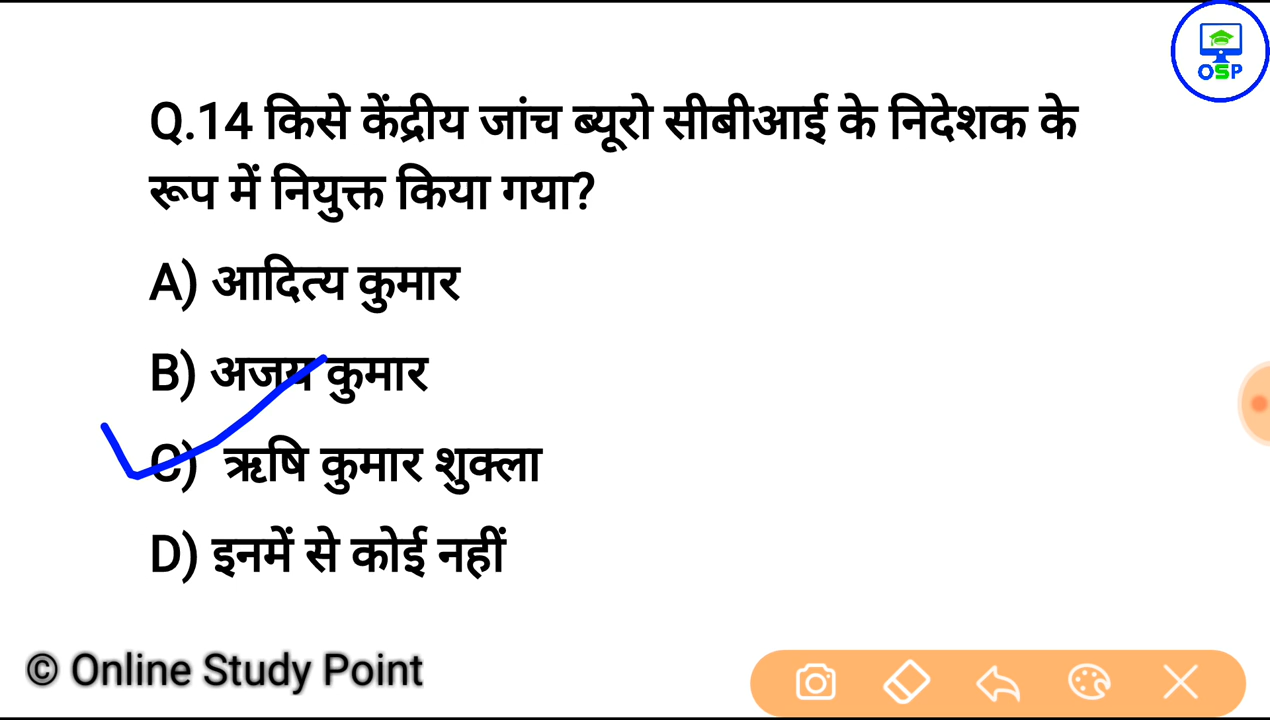 OSP
Q.14 किसे केंद्रीय जांच ब्यूरो सीबीआई के निदेशक के
रूप में नियुक्त किया गया?
A) आदित्य कुमार
B) अजय कुमार
C) ऋषि कुमार शुक्ला
D) इनमें से कोई नहीं
© Online Study Point